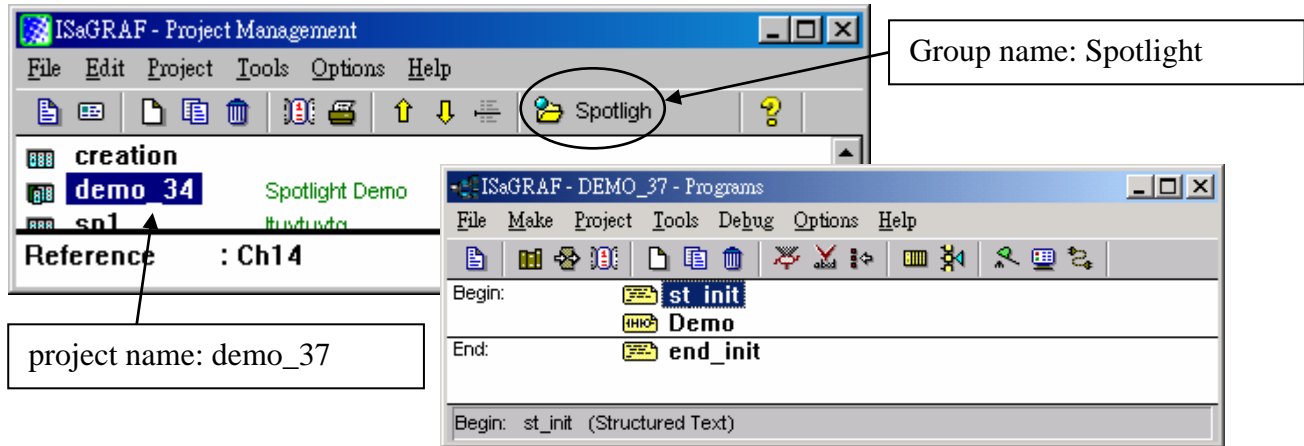 ISaGRAF - Project Management
File Edit Project Tools Options Help
Spotligh
Group name: Spotlight
creation
demo_34 Spotlight Demo
sp1
Reference : Ch14
project name: demo_37
ISaGRAF - DEMO_37 - Programs
File Make Project Tools Debug Options Help
Begin: st_init
Demo
End: end_init
Begin: st_init (Structured Text)